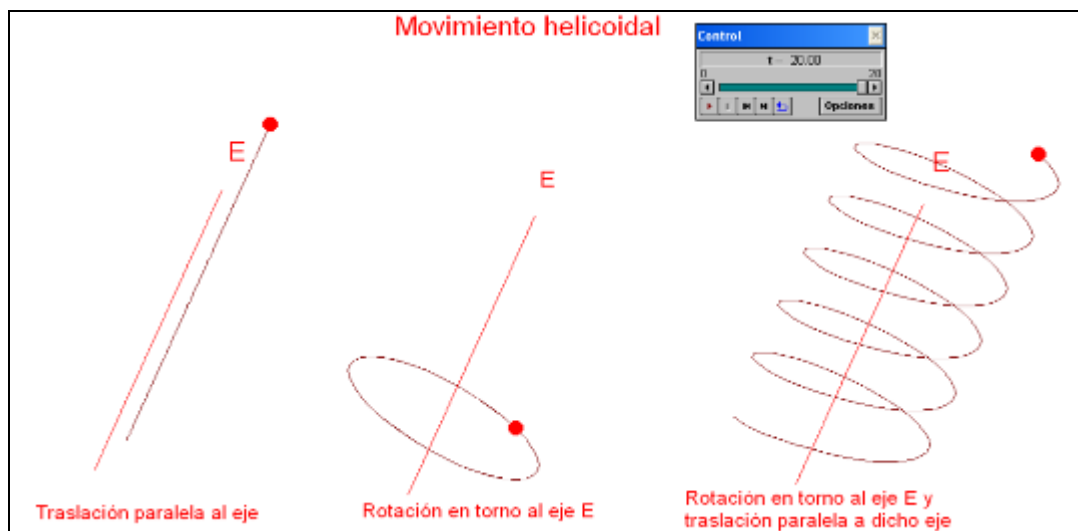 Movimiento helicoidal
Control
t = 20.00
0 20
Opciones
E
E
E
Traslación paralela al eje
Rotación en torno al eje E
Rotación en torno al eje E y
traslación paralela a dicho eje